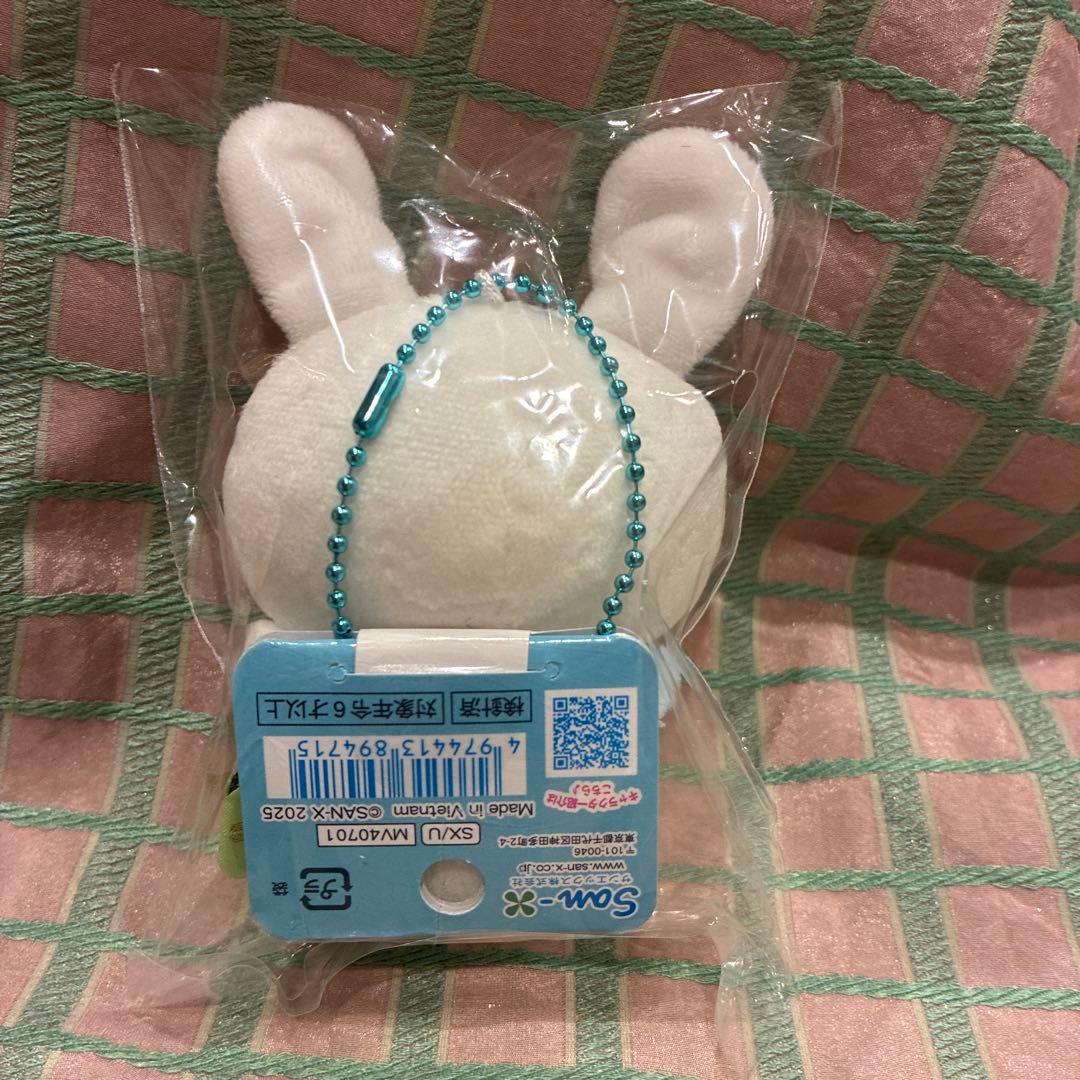 San-X
サンエックス株式会社
www.san-x.co.jp
〒101-0046
東京都千代田区神田多町2-4
プラ
袋
SX/U
MV40701
Made in Vietnam ©SAN-X 2025
4 974413 894715
キャラクター紹介は
こちら♪
検針済
対象年令6才以上